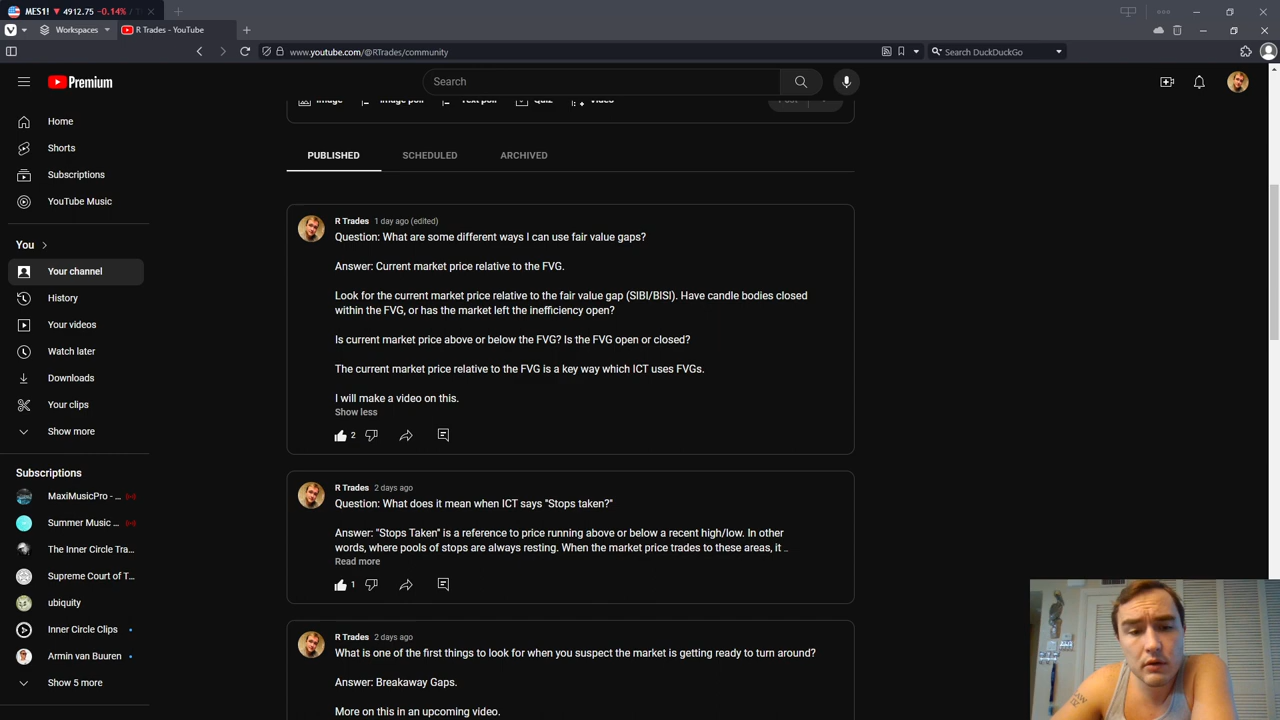 MES1! ▼ 4912.75 -0.14% /
Workspaces
R Trades - YouTube
www.youtube.com/@RTrades/community
Search DuckDuckGo
Premium
Search
Image
Image poll
Text poll
Quiz
Video
Post
Home
Shorts
Subscriptions
YouTube Music
You
Your channel
History
Your videos
Watch later
Downloads
Your clips
Show more
Subscriptions
MaxiMusicPro - ...
Summer Music ...
The Inner Circle Tra...
Supreme Court of T...
ubiquity
Inner Circle Clips
Armin van Buuren
Show 5 more
PUBLISHED
SCHEDULED
ARCHIVED
R Trades 1 day ago (edited)
Question: What are some different ways I can use fair value gaps?
Answer: Current market price relative to the FVG.
Look for the current market price relative to the fair value gap (SIBI/BISI). Have candle bodies closed
within the FVG, or has the market left the inefficiency open?
Is current market price above or below the FVG? Is the FVG open or closed?
The current market price relative to the FVG is a key way which ICT uses FVGs.
I will make a video on this.
Show less
2
R Trades 2 days ago
Question: What does it mean when ICT says "Stops taken?"
Answer: "Stops Taken" is a reference to price running above or below a recent high/low. In other
words, where pools of stops are always resting. When the market price trades to these areas, it ...
Read more
1
R Trades 2 days ago
What is one of the first things to look for when you suspect the market is getting ready to turn around?
Answer: Breakaway Gaps.
More on this in an upcoming video.